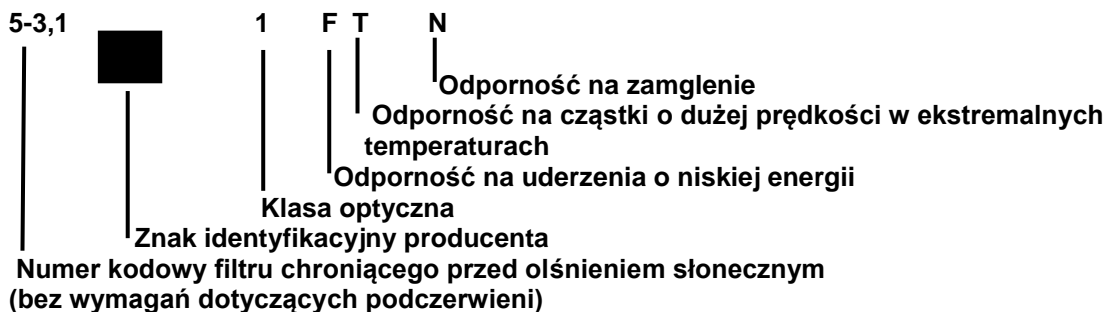 5-3,1 1 F T N
Odporność na zamglenie
Odporność na cząstki o dużej prędkości w ekstremalnych
temperaturach
Odporność na uderzenia o niskiej energii
Klasa optyczna
Znak identyfikacyjny producenta
Numer kodowy filtru chroniącego przed olśnieniem słonecznym
(bez wymagań dotyczących podczerwieni)